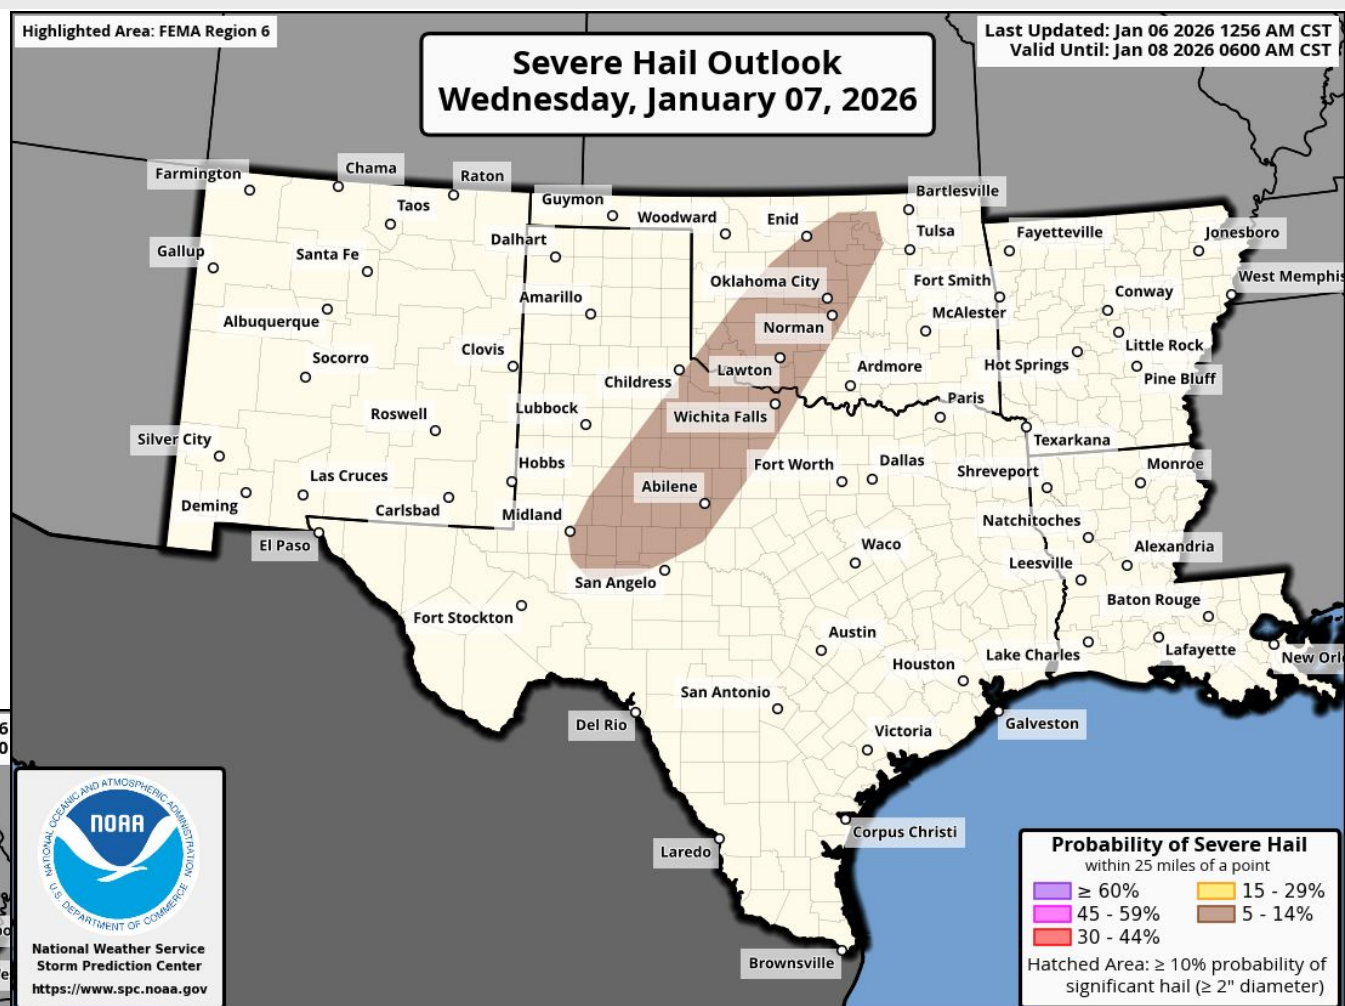 Highlighted Area: FEMA Region 6
Last Updated: Jan 06 2026 1256 AM CST
Valid Until: Jan 08 2026 0600 AM CST
Severe Hail Outlook
Wednesday, January 07, 2026
Farmington
Chama
Raton
Taos
Guymon
Woodward
Enid
Bartlesville
Tulsa
Fayetteville
Jonesboro
Gallup
Santa Fe
Dalhart
Oklahoma City
Fort Smith
West Memphis
Albuquerque
Amarillo
Norman
McAlester
Conway
Little Rock
Socorro
Clovis
Childress
Lawton
Ardmore
Hot Springs
Pine Bluff
Roswell
Lubbock
Wichita Falls
Paris
Texarkana
Silver City
Las Cruces
Hobbs
Abilene
Fort Worth
Dallas
Shreveport
Monroe
Deming
Carlsbad
Midland
Natchitoches
El Paso
San Angelo
Waco
Leesville
Alexandria
Fort Stockton
Austin
Baton Rouge
Houston
Lake Charles
Lafayette
New Orl
San Antonio
Del Rio
Galveston
Victoria
Corpus Christi
Laredo
Brownsville
6
0
NATIONAL OCEANIC AND ATMOSPHERIC ADMINISTRATION
NOAA
U.S. DEPARTMENT OF COMMERCE
National Weather Service
Storm Prediction Center
https://www.spc.noaa.gov
Probability of Severe Hail
within 25 miles of a point
≥ 60% 15 - 29%
45 - 59% 5 - 14%
30 - 44%
Hatched Area: ≥ 10% probability of
significant hail (≥ 2" diameter)